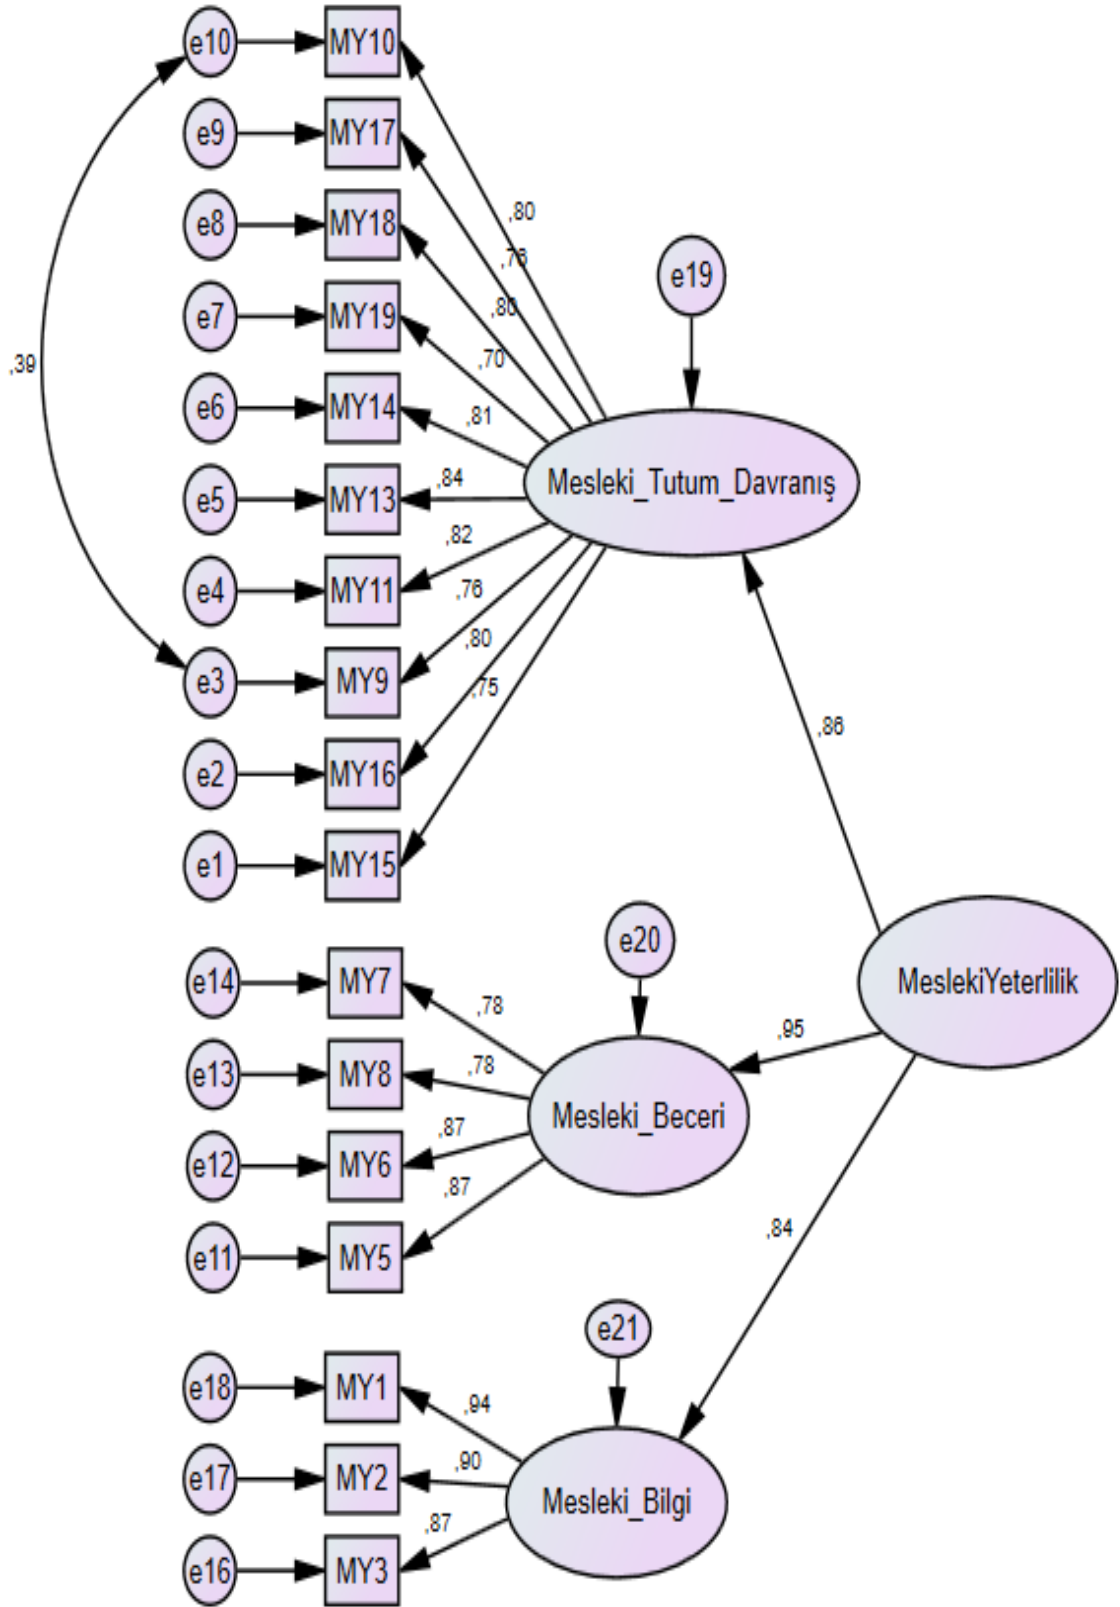 e10 MY10
e9 MY17
,80
e8 MY18
,76
e19
e7 MY19
,80
,39
,70
e6 MY14
,81
e5 MY13
,84
Mesleki_Tutum_Davranış
,82
e4 MY11
,76
e3 MY9
,80
,75
,86
e2 MY16
e1 MY15
e20
e14 MY7
,78
MeslekiYeterlilik
,95
e13 MY8
,78
Mesleki_Beceri
,87
e12 MY6
,87
,84
e11 MY5
e21
e18 MY1
,94
,90
e17 MY2
Mesleki_Bilgi
,87
e16 MY3